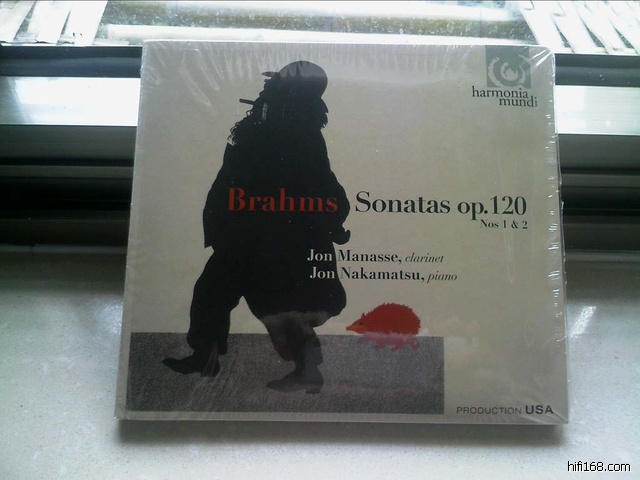 harmonia
mundi
Brahms Sonatas op.120
Nos 1 & 2
Jon Manasse, clarinet
Jon Nakamatsu, piano
PRODUCTION USA
hifi168.com